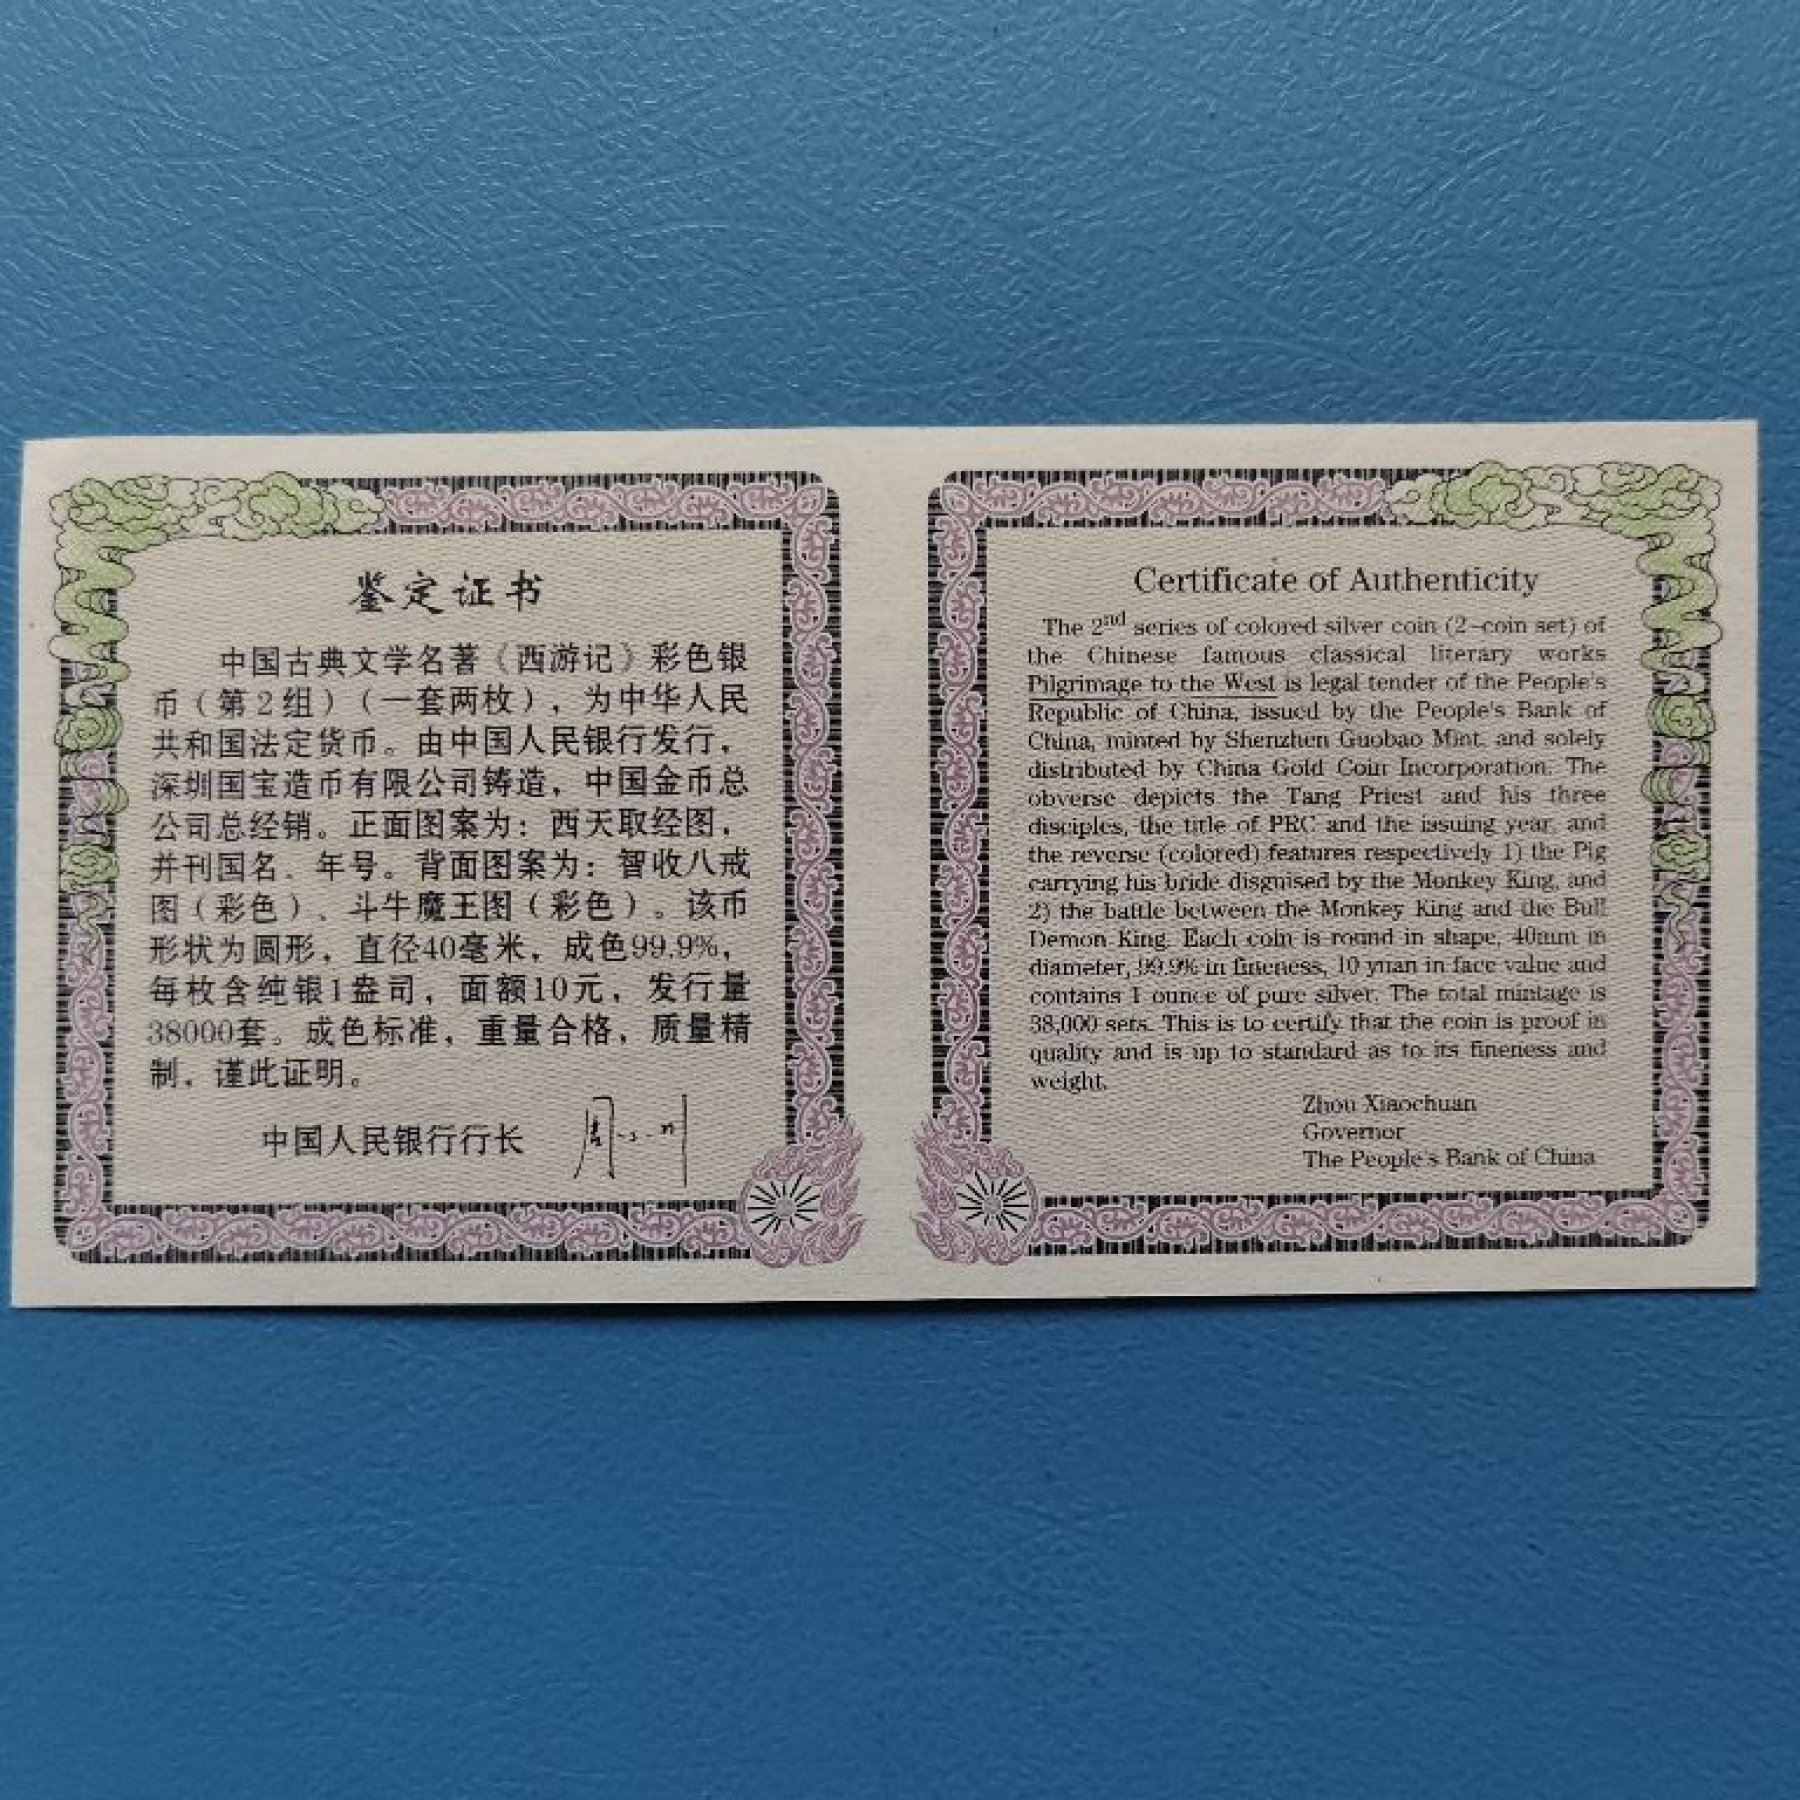 鉴定证书
中国古典文学名著《西游记》彩色银
币（第2组）（一套两枚），为中华人民
共和国法定货币。由中国人民银行发行，
深圳国宝造币有限公司铸造，中国金币总
公司总经销。正面图案为：西天取经图，
并刊国名、年号。背面图案为：智收八戒
图（彩色）、斗牛魔王图（彩色）。该币
形状为圆形，直径40毫米，成色99.9%，
每枚含纯银1盎司，面额10元，发行量
38000套。成色标准，重量合格，质量精
制，谨此证明。
中国人民银行行长 周小川
Certificate of Authenticity
The 2nd series of colored silver coin (2-coin set) of
the Chinese famous classical literary works
Pilgrimage to the West is legal tender of the People's
Republic of China, issued by the People's Bank of
China, minted by Shenzhen Guobao Mint, and solely
distributed by China Gold Coin Incorporation. The
obverse depicts the Tang Priest and his three
disciples, the title of PRC and the issuing year, and
the reverse (colored) features respectively 1) the Pig
carrying his bride disguised by the Monkey King, and
2) the battle between the Monkey King and the Bull
Demon King. Each coin is round in shape, 40mm in
diameter, 99.9% in fineness, 10 yuan in face value and
contains 1 ounce of pure silver. The total mintage is
38,000 sets. This is to certify that the coin is proof in
quality and is up to standard as to its fineness and
weight.
Zhou Xiaochuan
Governor
The People's Bank of China